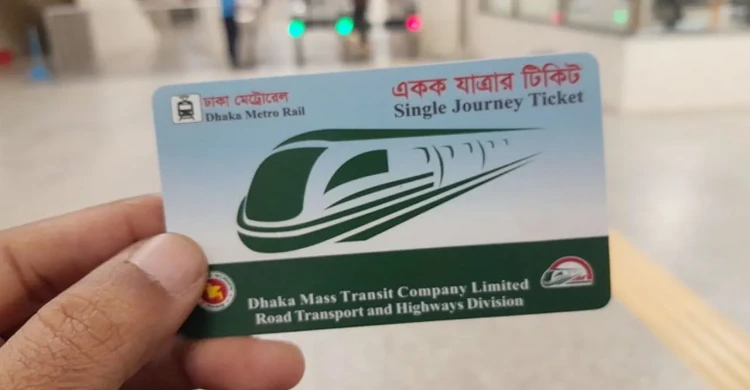 ঢাকা মেট্রোরেল
Dhaka Metro Rail
একক যাত্রার টিকিট
Single Journey Ticket
Dhaka Mass Transit Company Limited
Road Transport and Highways Division